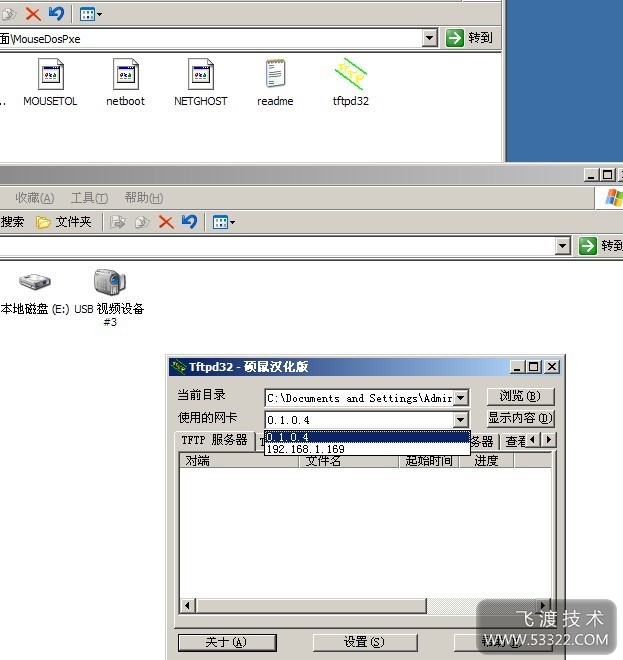 面\MouseDosPxe
转到
MOUSETOL
netboot
NETGHOST
readme
tftpd32
收藏(A) 工具(T) 帮助(H)
搜索 文件夹
转到
本地磁盘 (E:)
USB 视频设备
#3
Tftpd32 - 硕鼠汉化版
当前目录
C:\Documents and Settings\Admir
浏览(B)
使用的网卡
0.1.0.4
显示内容(D)
TFTP 服务器
务器
查看
0.1.0.4
192.168.1.169
对端 文件名 起始时间 进度
关于(A)
设置(S)
飞渡技术
WWW.53322.COM